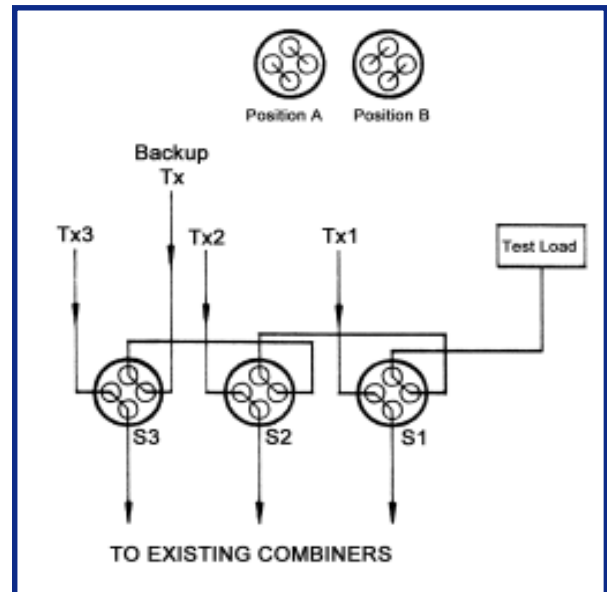 Position A Position B
Backup
Tx
Tx3 Tx2 Tx1
Test Load
S3 S2 S1
TO EXISTING COMBINERS